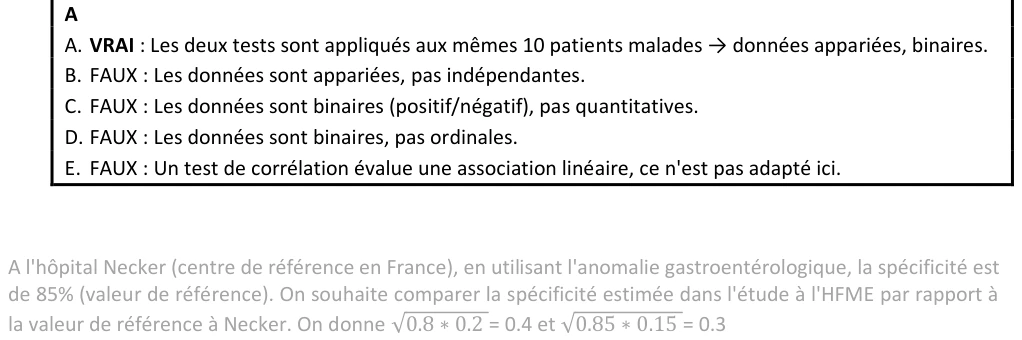 A
A. VRAI : Les deux tests sont appliqués aux mêmes 10 patients malades → données appariées, binaires.
B. FAUX : Les données sont appariées, pas indépendantes.
C. FAUX : Les données sont binaires (positif/négatif), pas quantitatives.
D. FAUX : Les données sont binaires, pas ordinales.
E. FAUX : Un test de corrélation évalue une association linéaire, ce n'est pas adapté ici.
A l'hôpital Necker (centre de référence en France), en utilisant l'anomalie gastroentérologique, la spécificité est
de 85% (valeur de référence). On souhaite comparer la spécificité estimée dans l'étude à l'HFME par rapport à
la valeur de référence à Necker. On donne √0.8 ∗ 0.2 = 0.4 et √0.85 ∗ 0.15 = 0.3